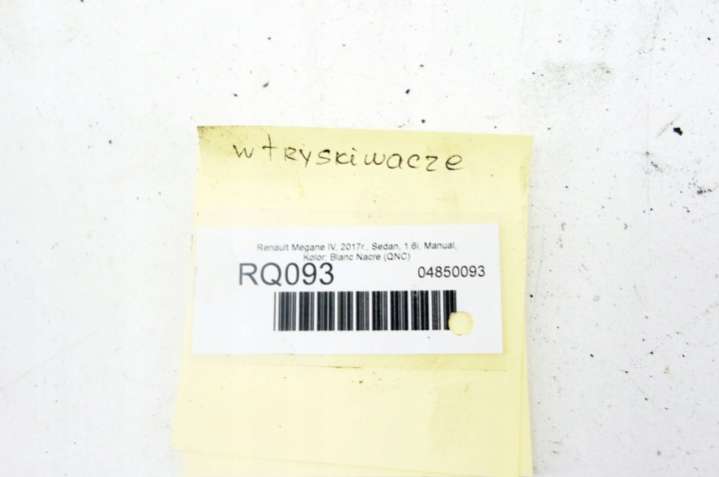 wtryskiwacze
Renault Megane IV, 2017r., Sedan, 1.6i, Manual,
Kolor: Blanc Nacre (QNC)
RQ093 04850093